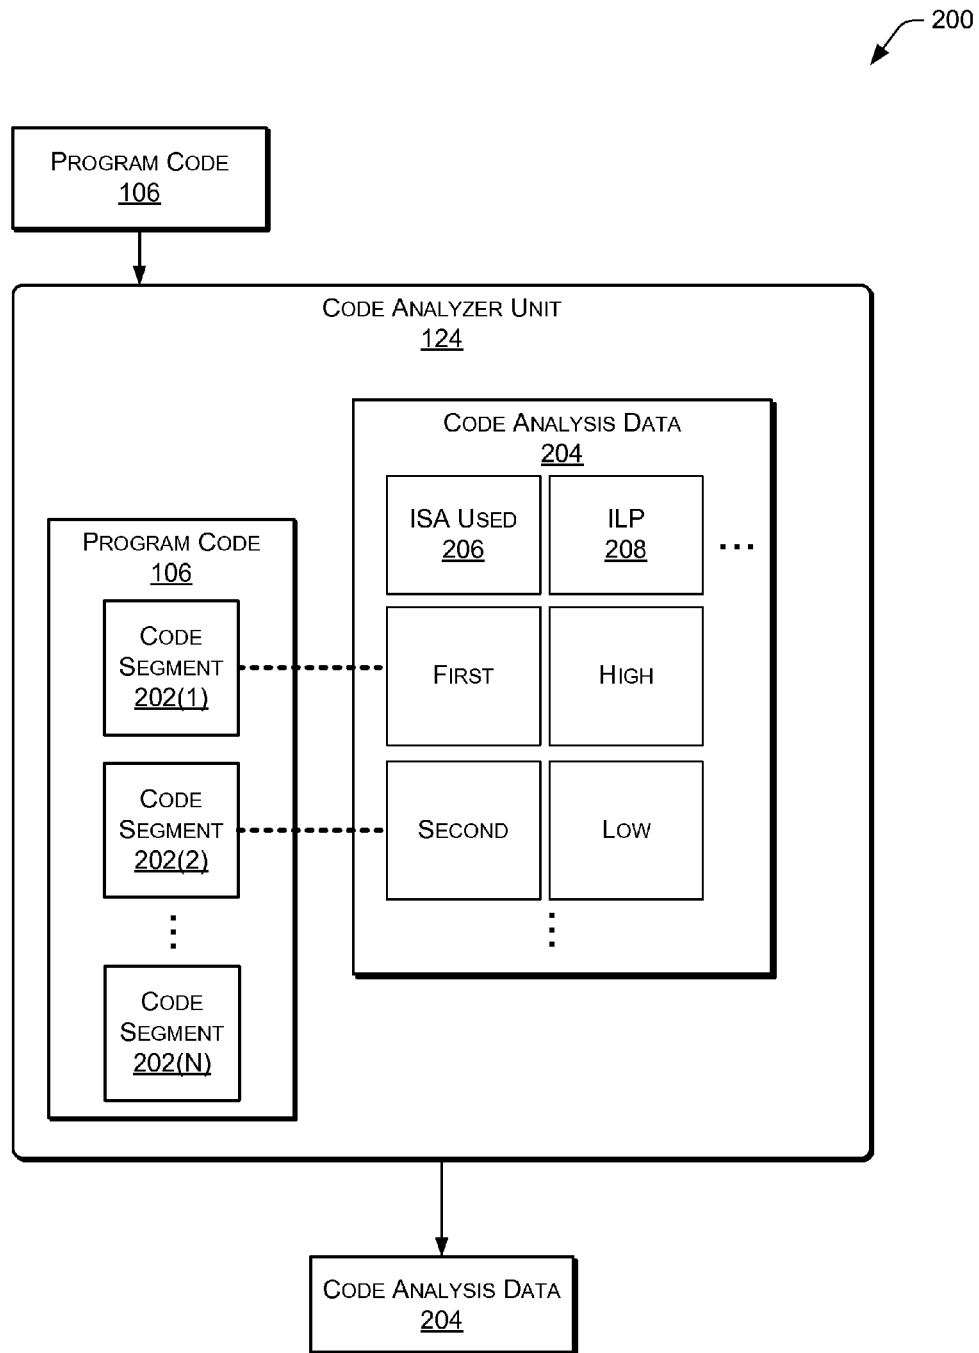 200
PROGRAM CODE
106
CODE ANALYZER UNIT
124
CODE ANALYSIS DATA
204
ISA USED
206
ILP
208
...
PROGRAM CODE
106
CODE
SEGMENT
202(1)
FIRST
HIGH
CODE
SEGMENT
202(2)
SECOND
LOW
CODE
SEGMENT
202(N)
CODE ANALYSIS DATA
204